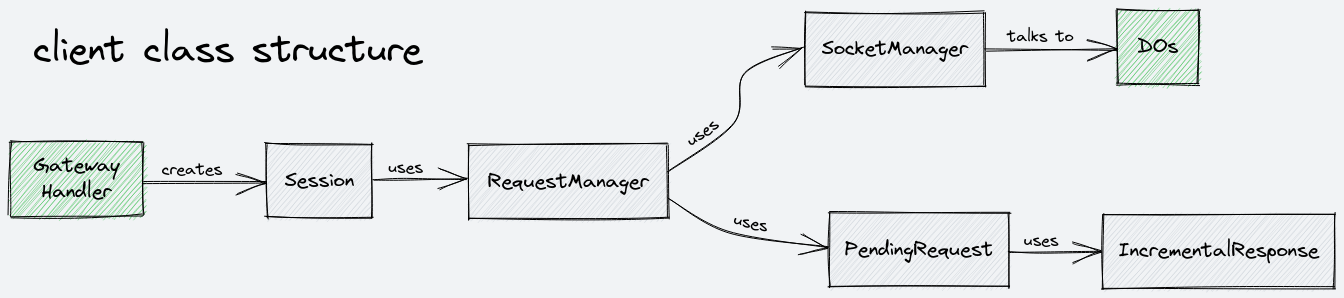 client class structure
SocketManager
talks to
DOs
uses
Gateway
Handler
creates
Session
uses
RequestManager
uses
PendingRequest
uses
IncrementalResponse